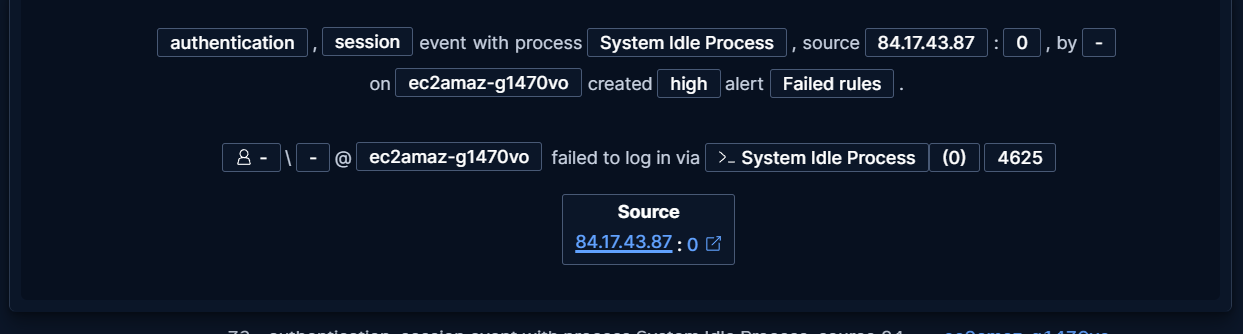 authentication , session event with process System Idle Process , source 84.17.43.87 : 0 , by -
on ec2amaz-g1470vo created high alert Failed rules .
- \ - @ ec2amaz-g1470vo failed to log in via >_ System Idle Process (0) 4625
Source
84.17.43.87 : 0